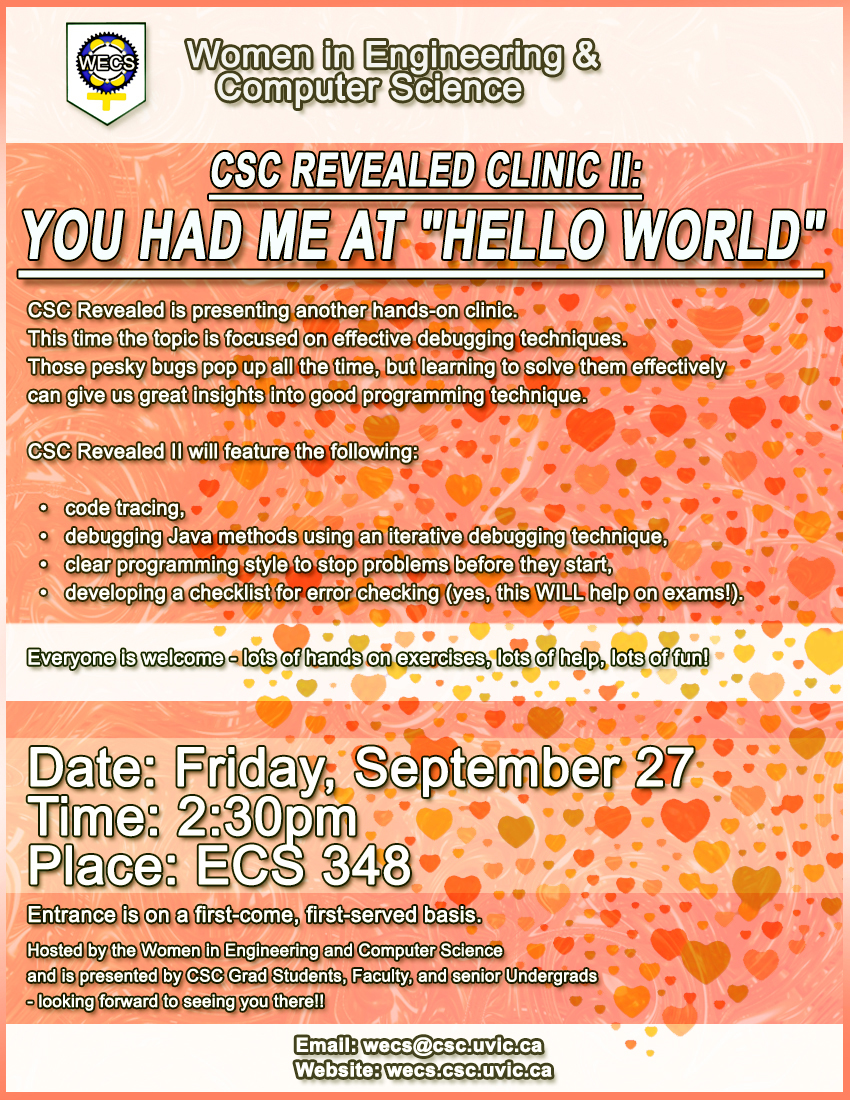 WECS
Women in Engineering &
Computer Science
CSC REVEALED CLINIC II:
YOU HAD ME AT "HELLO WORLD"
CSC Revealed is presenting another hands-on clinic.
This time the topic is focused on effective debugging techniques.
Those pesky bugs pop up all the time, but learning to solve them effectively
can give us great insights into good programming technique.
CSC Revealed II will feature the following:
• code tracing,
• debugging Java methods using an iterative debugging technique,
• clear programming style to stop problems before they start,
• developing a checklist for error checking (yes, this WILL help on exams!).
Everyone is welcome - lots of hands on exercises, lots of help, lots of fun!
Date: Friday, September 27
Time: 2:30pm
Place: ECS 348
Entrance is on a first-come, first-served basis.
Hosted by the Women in Engineering and Computer Science
and is presented by CSC Grad Students, Faculty, and senior Undergrads
- looking forward to seeing you there!!
Email: wecs@csc.uvic.ca
Website: wecs.csc.uvic.ca